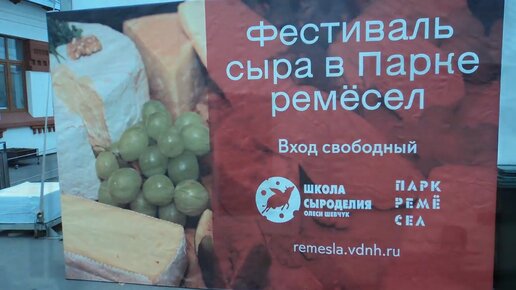 Фестиваль
сыра в Парке
ремёсел
Вход свободный
ШКОЛА
СЫРОДЕЛИЯ
ОЛЕСИ ШЕВЧУК
ПАРК
РЕМЁ
СЕЛ
remesla.vdnh.ru